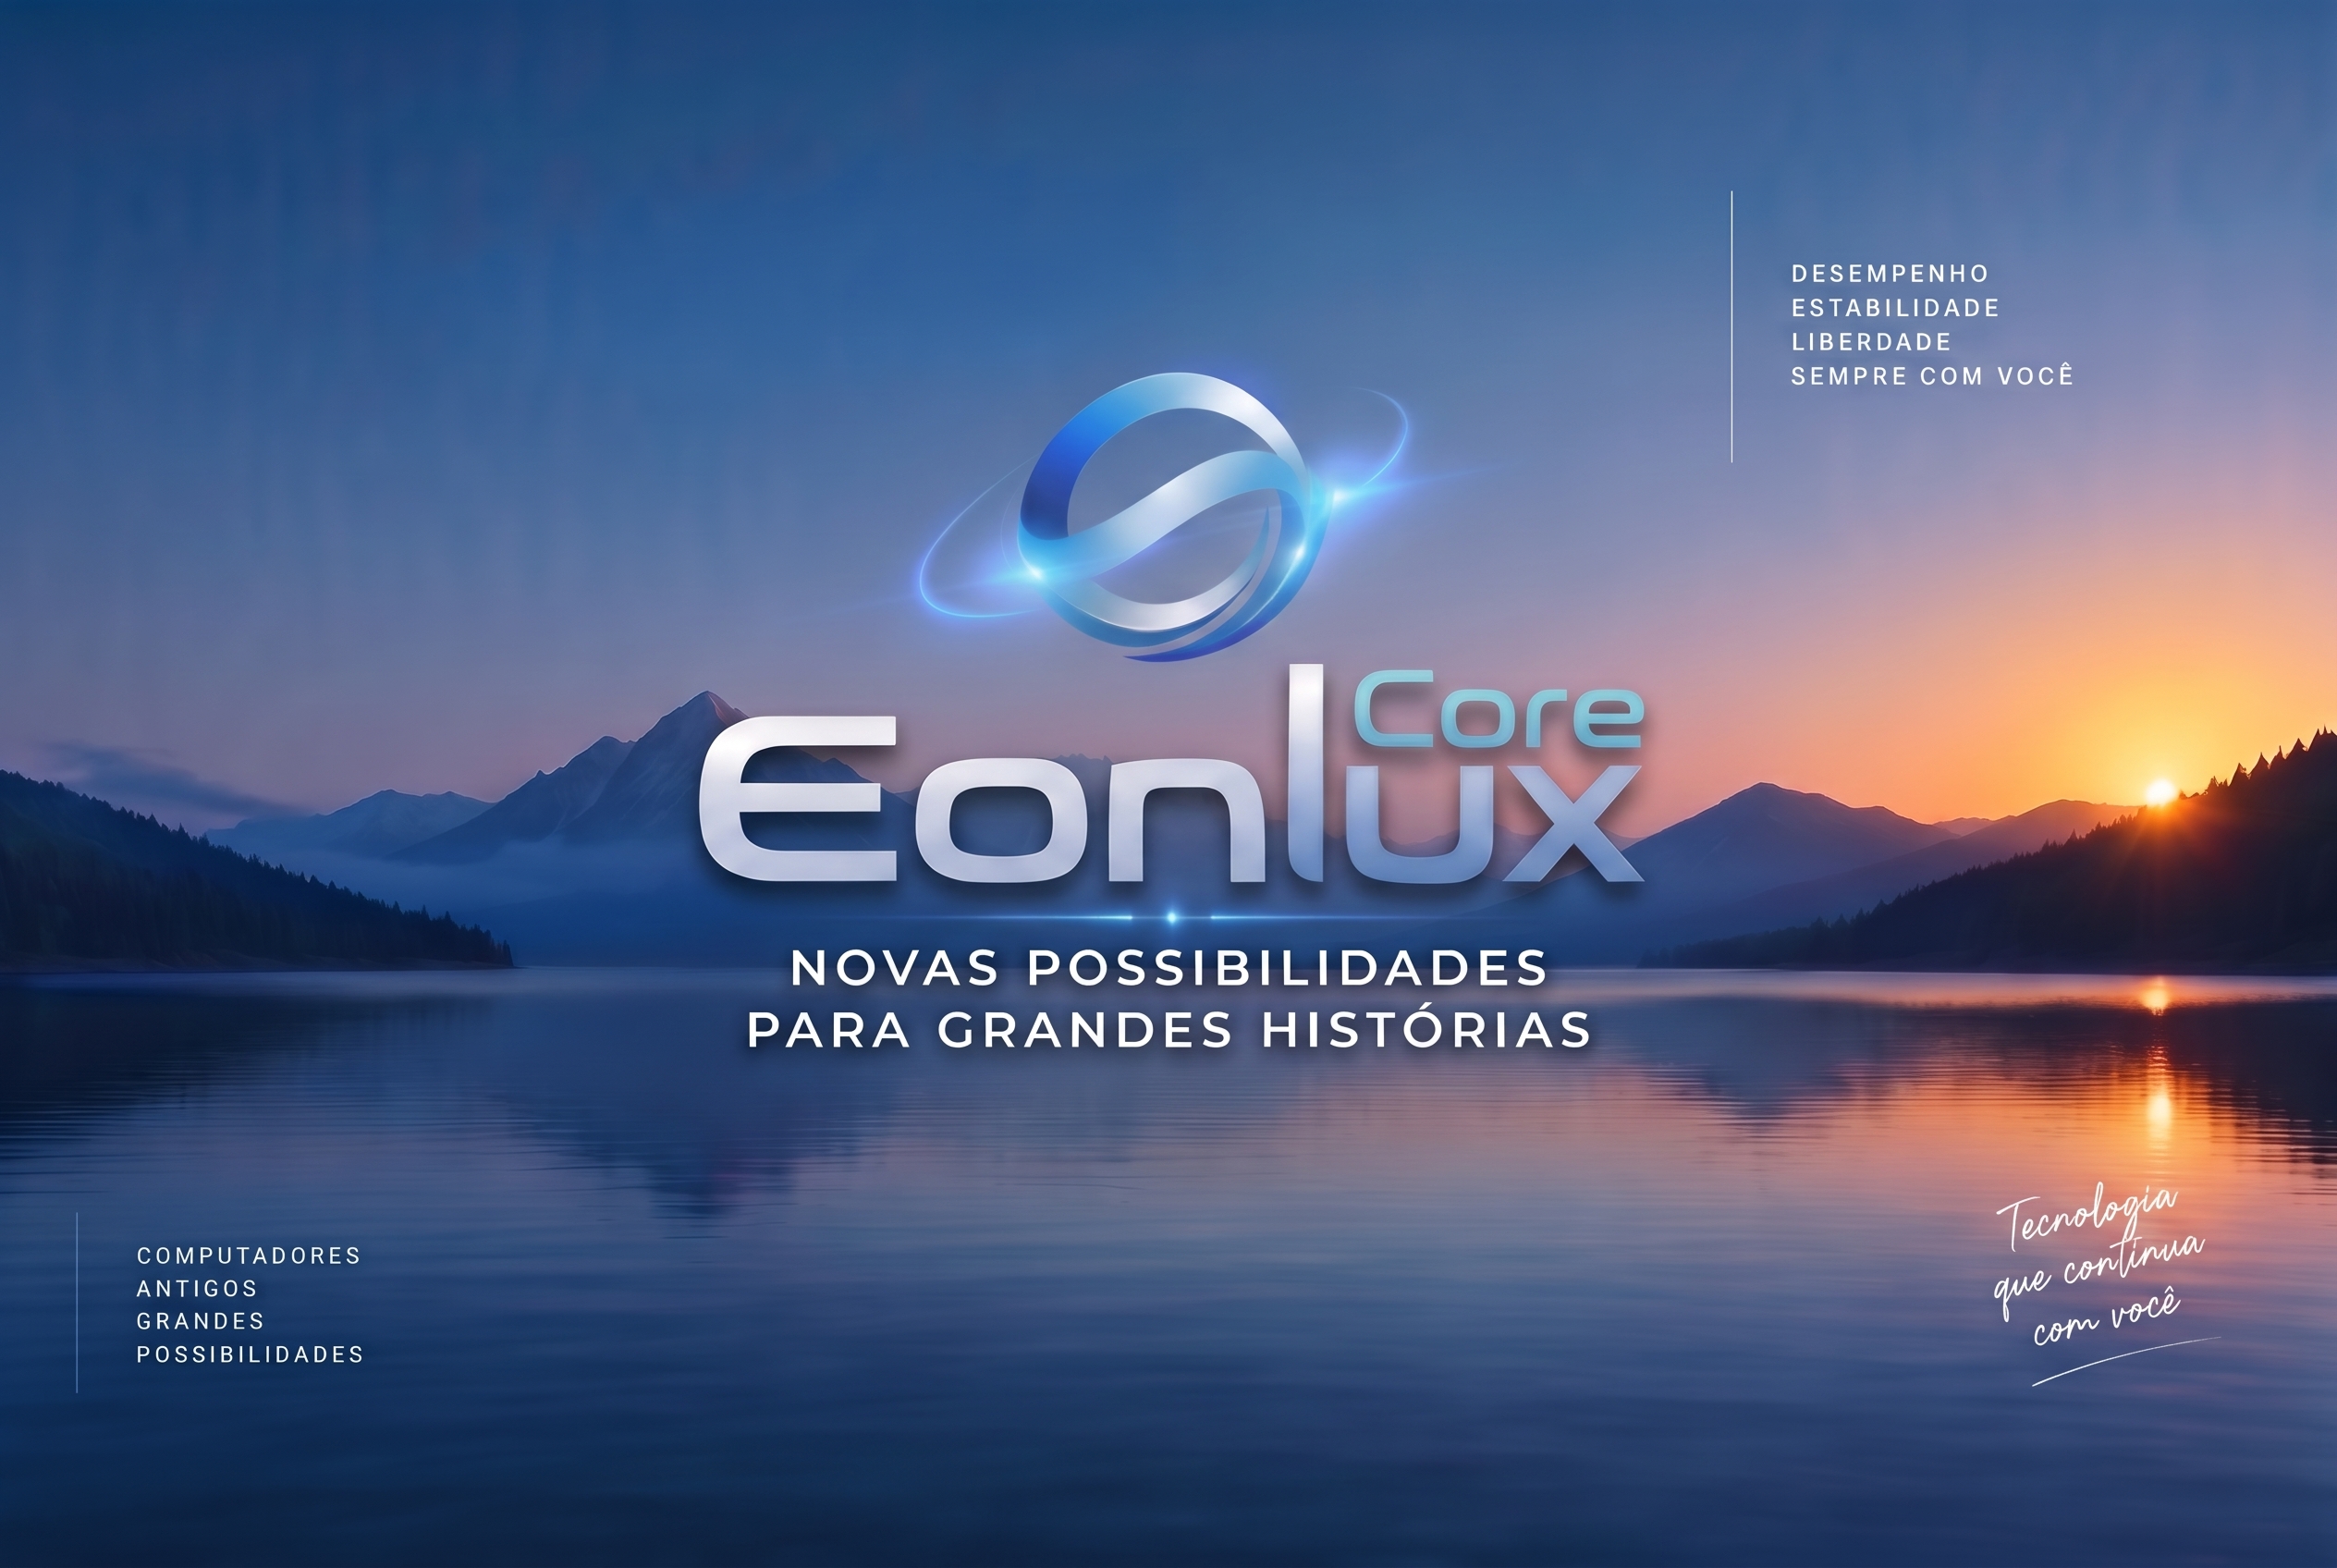 DESEMPENHO
ESTABILIDADE
LIBERDADE
SEMPRE COM VOCÊ
Core
Eonlux
NOVAS POSSIBILIDADES
PARA GRANDES HISTÓRIAS
COMPUTADORES
ANTIGOS
GRANDES
POSSIBILIDADES
Tecnologia
que continua
com você